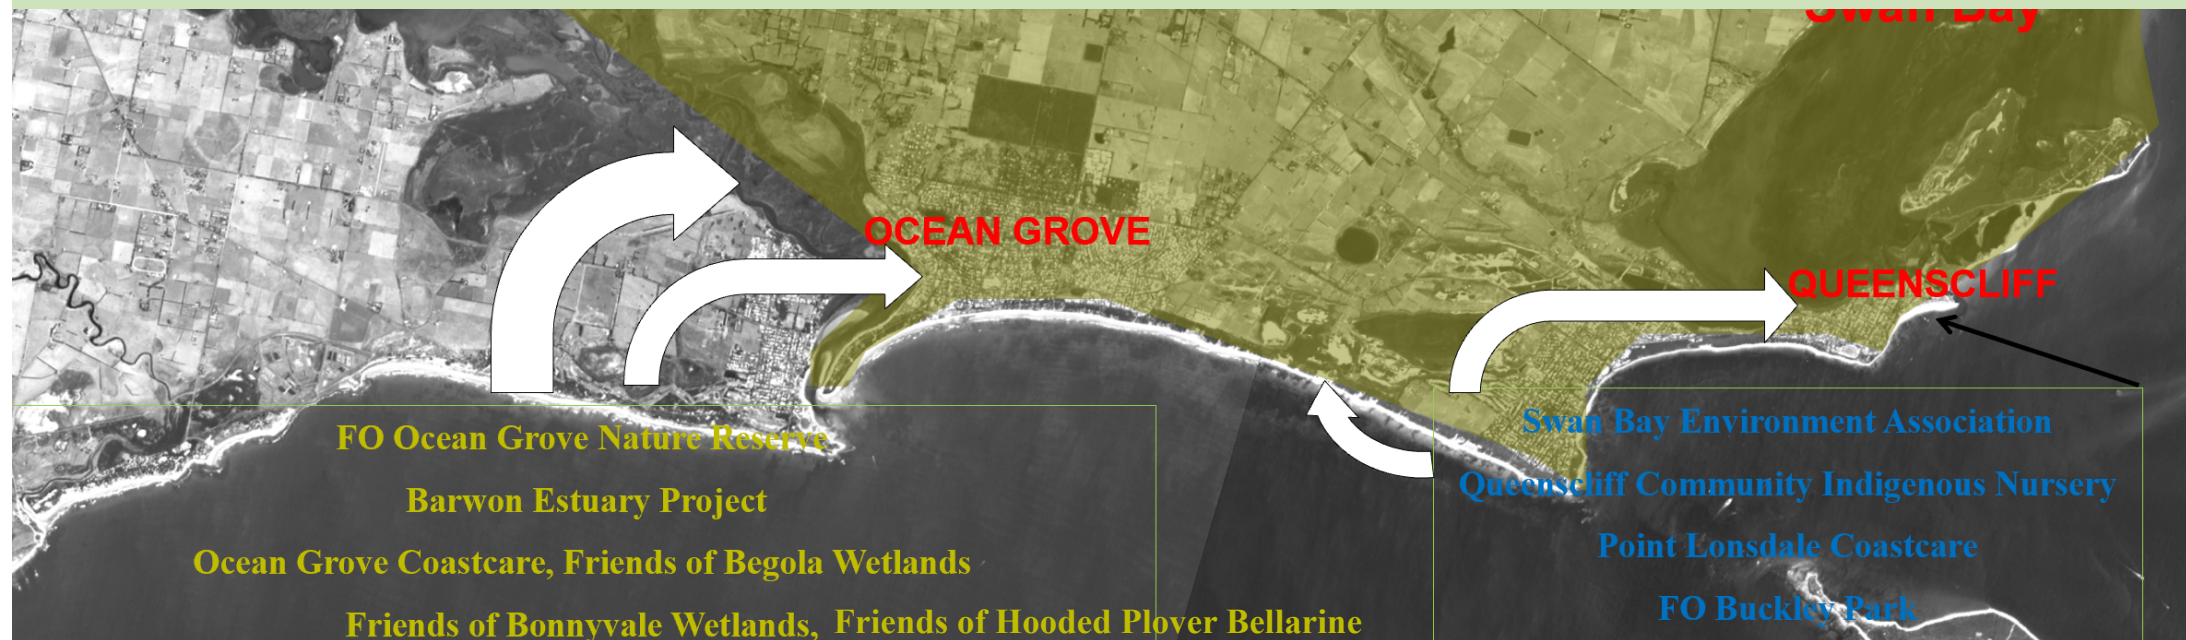 Swan Bay
OCEAN GROVE
QUEENSCLIFF
FO Ocean Grove Nature Reserve
Barwon Estuary Project
Ocean Grove Coastcare, Friends of Begola Wetlands
Friends of Bonnyvale Wetlands, Friends of Hooded Plover Bellarine
Swan Bay Environment Association
Queenscliff Community Indigenous Nursery
Point Lonsdale Coastcare
FO Buckley Park